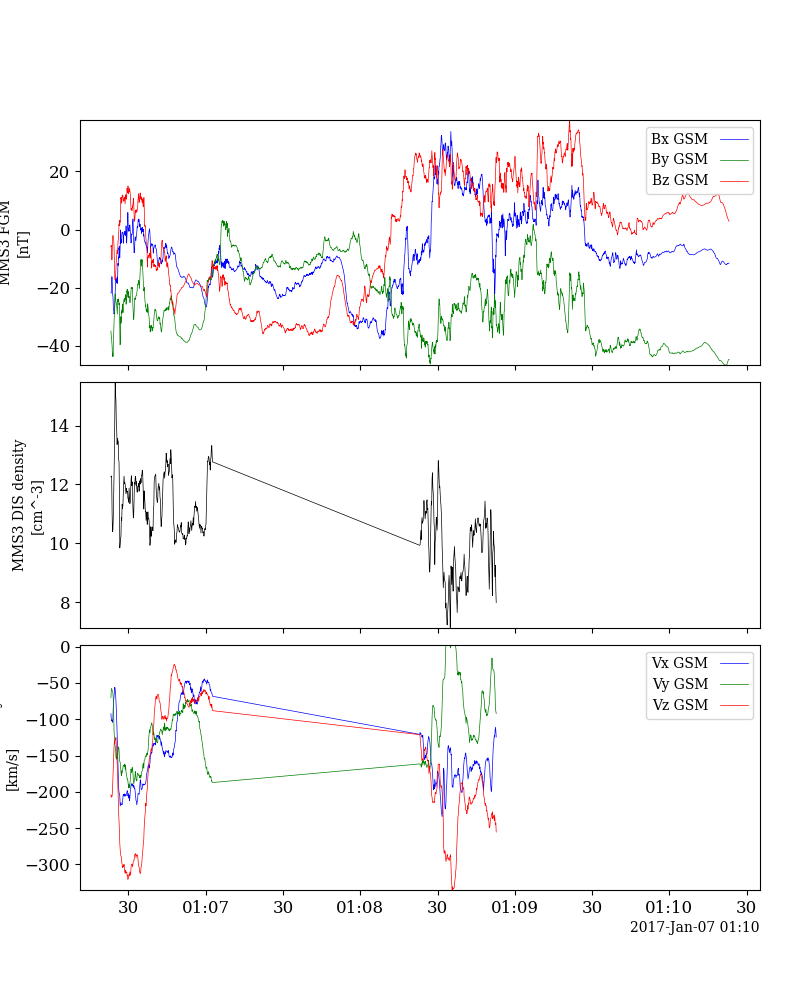 MMS3 FGM
[nT]
20
0
−20
−40
Bx GSM
By GSM
Bz GSM
MMS3 DIS density
[cm^-3]
14
12
10
8
[km/s]
0
−50
−100
−150
−200
−250
−300
Vx GSM
Vy GSM
Vz GSM
30 01:07 30 01:08 30 01:09 30 01:10 30
2017-Jan-07 01:10